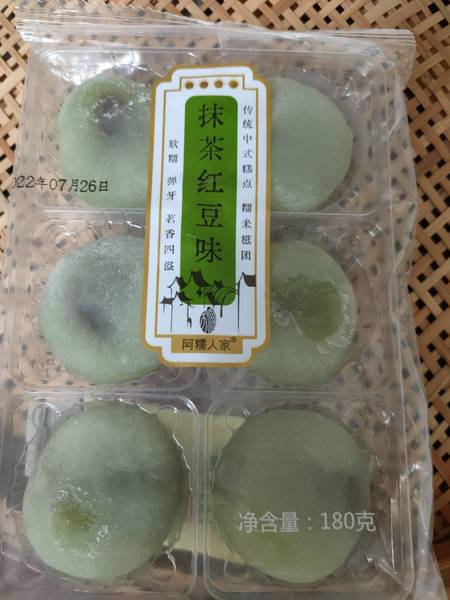 抹茶红豆味
传统中式糕点 糯米糍团
软糯 弹牙 茗香四溢
阿糯人家®
022年07月26日
净含量：180克